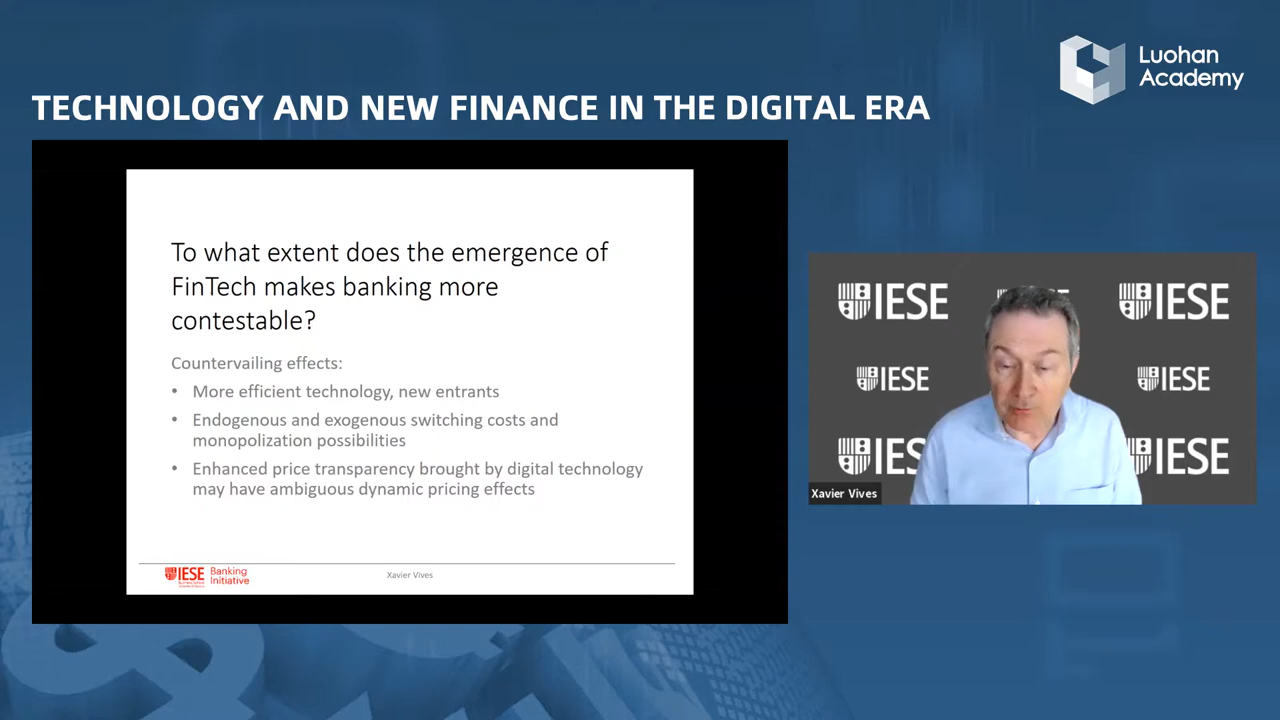 Luohan
Academy
TECHNOLOGY AND NEW FINANCE IN THE DIGITAL ERA
To what extent does the emergence of
FinTech makes banking more
contestable?
Countervailing effects:
• More efficient technology, new entrants
• Endogenous and exogenous switching costs and
monopolization possibilities
• Enhanced price transparency brought by digital technology
may have ambiguous dynamic pricing effects
IESE
Banking
Initiative
Xavier Vives
IESE
IESE
IESE
IESE
IES
IESE
Xavier Vives